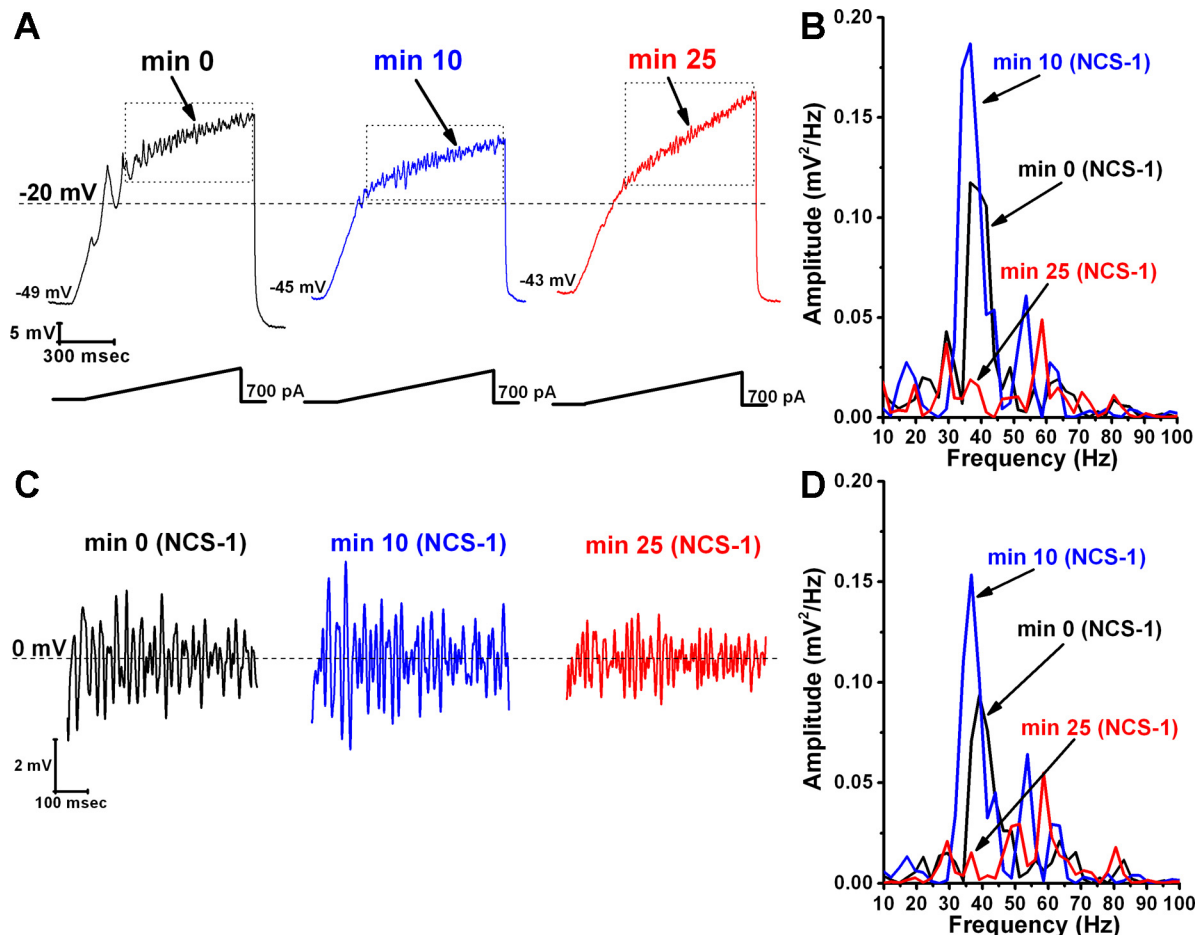 A
min 0
min 10
min 25
-20 mV
-49 mV
-45 mV
-43 mV
5 mV
300 msec
700 pA
700 pA
700 pA
B
0.20
0.15
0.10
0.05
0.00
Amplitude (mV²/Hz)
min 10 (NCS-1)
min 0 (NCS-1)
min 25 (NCS-1)
10 20 30 40 50 60 70 80 90 100
Frequency (Hz)
C
min 0 (NCS-1)
min 10 (NCS-1)
min 25 (NCS-1)
0 mV
2 mV
100 msec
D
0.20
0.15
0.10
0.05
0.00
Amplitude (mV²/Hz)
min 10 (NCS-1)
min 0 (NCS-1)
min 25 (NCS-1)
10 20 30 40 50 60 70 80 90 100
Frequency (Hz)